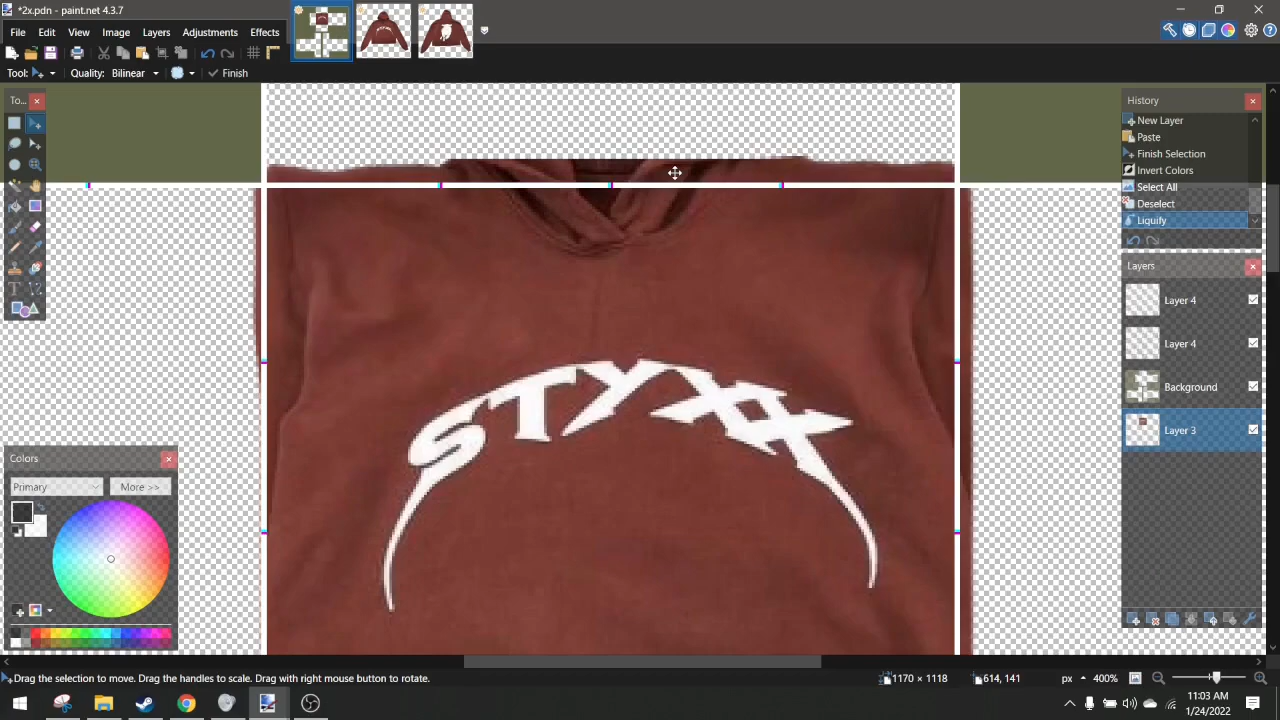 *2x.pdn - paint.net 4.3.7
File Edit View Image Layers Adjustments Effects
Tool: Quality: Bilinear Finish
To...
History
New Layer
Paste
Finish Selection
Invert Colors
Select All
Deselect
Liquify
Layers
Layer 4
Layer 4
Background
Layer 3
STYXX
Colors
Primary More >>
Drag the selection to move. Drag the handles to scale. Drag with right mouse button to rotate. 1170 × 1118 614, 141 px 400%
11:03 AM
1/24/2022